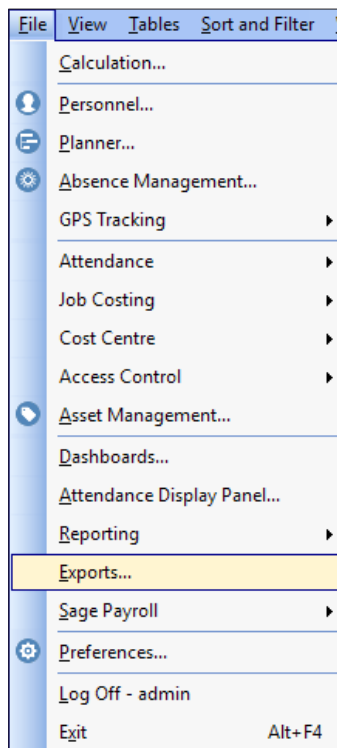 File View Tables Sort and Filter
Calculation...
Personnel...
Planner...
Absence Management...
GPS Tracking
Attendance
Job Costing
Cost Centre
Access Control
Asset Management...
Dashboards...
Attendance Display Panel...
Reporting
Exports...
Sage Payroll
Preferences...
Log Off - admin
Exit Alt+F4